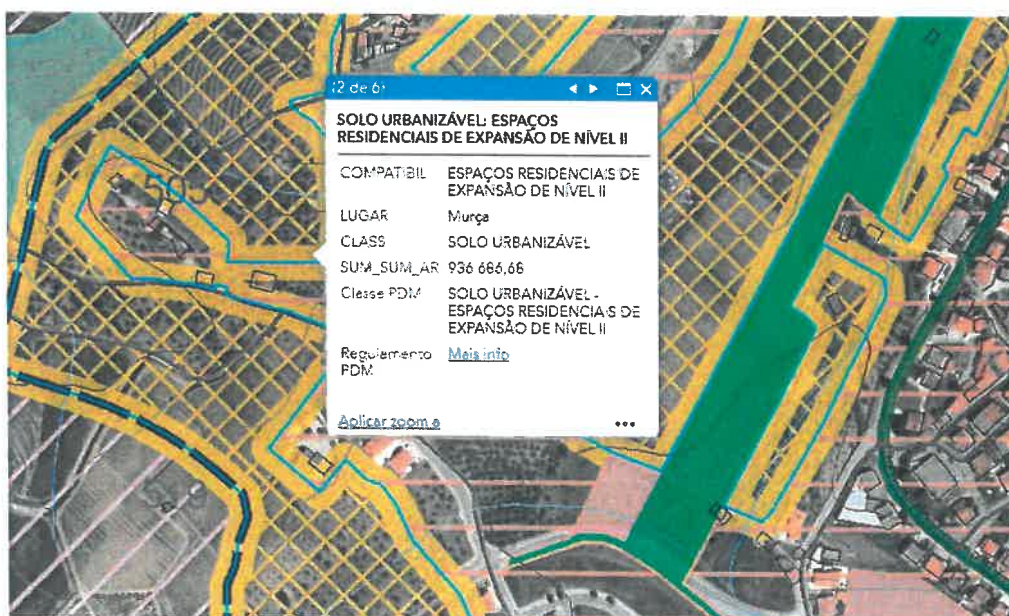 (2 de 6)
SOLO URBANIZÁVEL: ESPAÇOS
RESIDENCIAIS DE EXPANSÃO DE NÍVEL II
COMPATIBIL ESPAÇOS RESIDENCIAIS DE
EXPANSÃO DE NÍVEL II
LUGAR Murça
CLASS SOLO URBANIZÁVEL
SUM_SUM_AR 936 686,68
Classe PDM SOLO URBANIZÁVEL -
ESPAÇOS RESIDENCIAIS DE
EXPANSÃO DE NÍVEL II
Regulamento Mais info
PDM
Aplicar zoom a